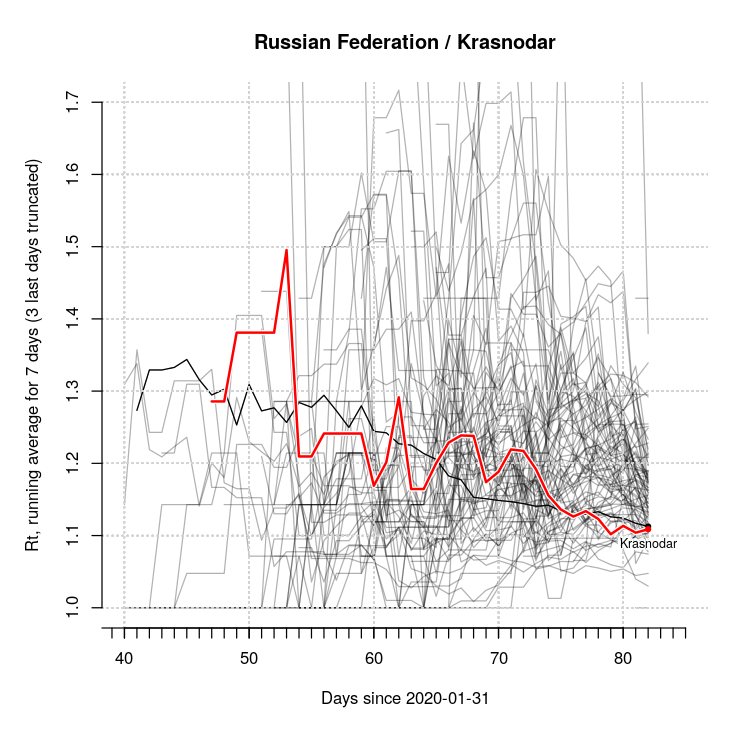 Russian Federation / Krasnodar
Rt, running average for 7 days (3 last days truncated)
1.7
1.6
1.5
1.4
1.3
1.2
1.1
1.0
Krasnodar
40 50 60 70 80
Days since 2020-01-31